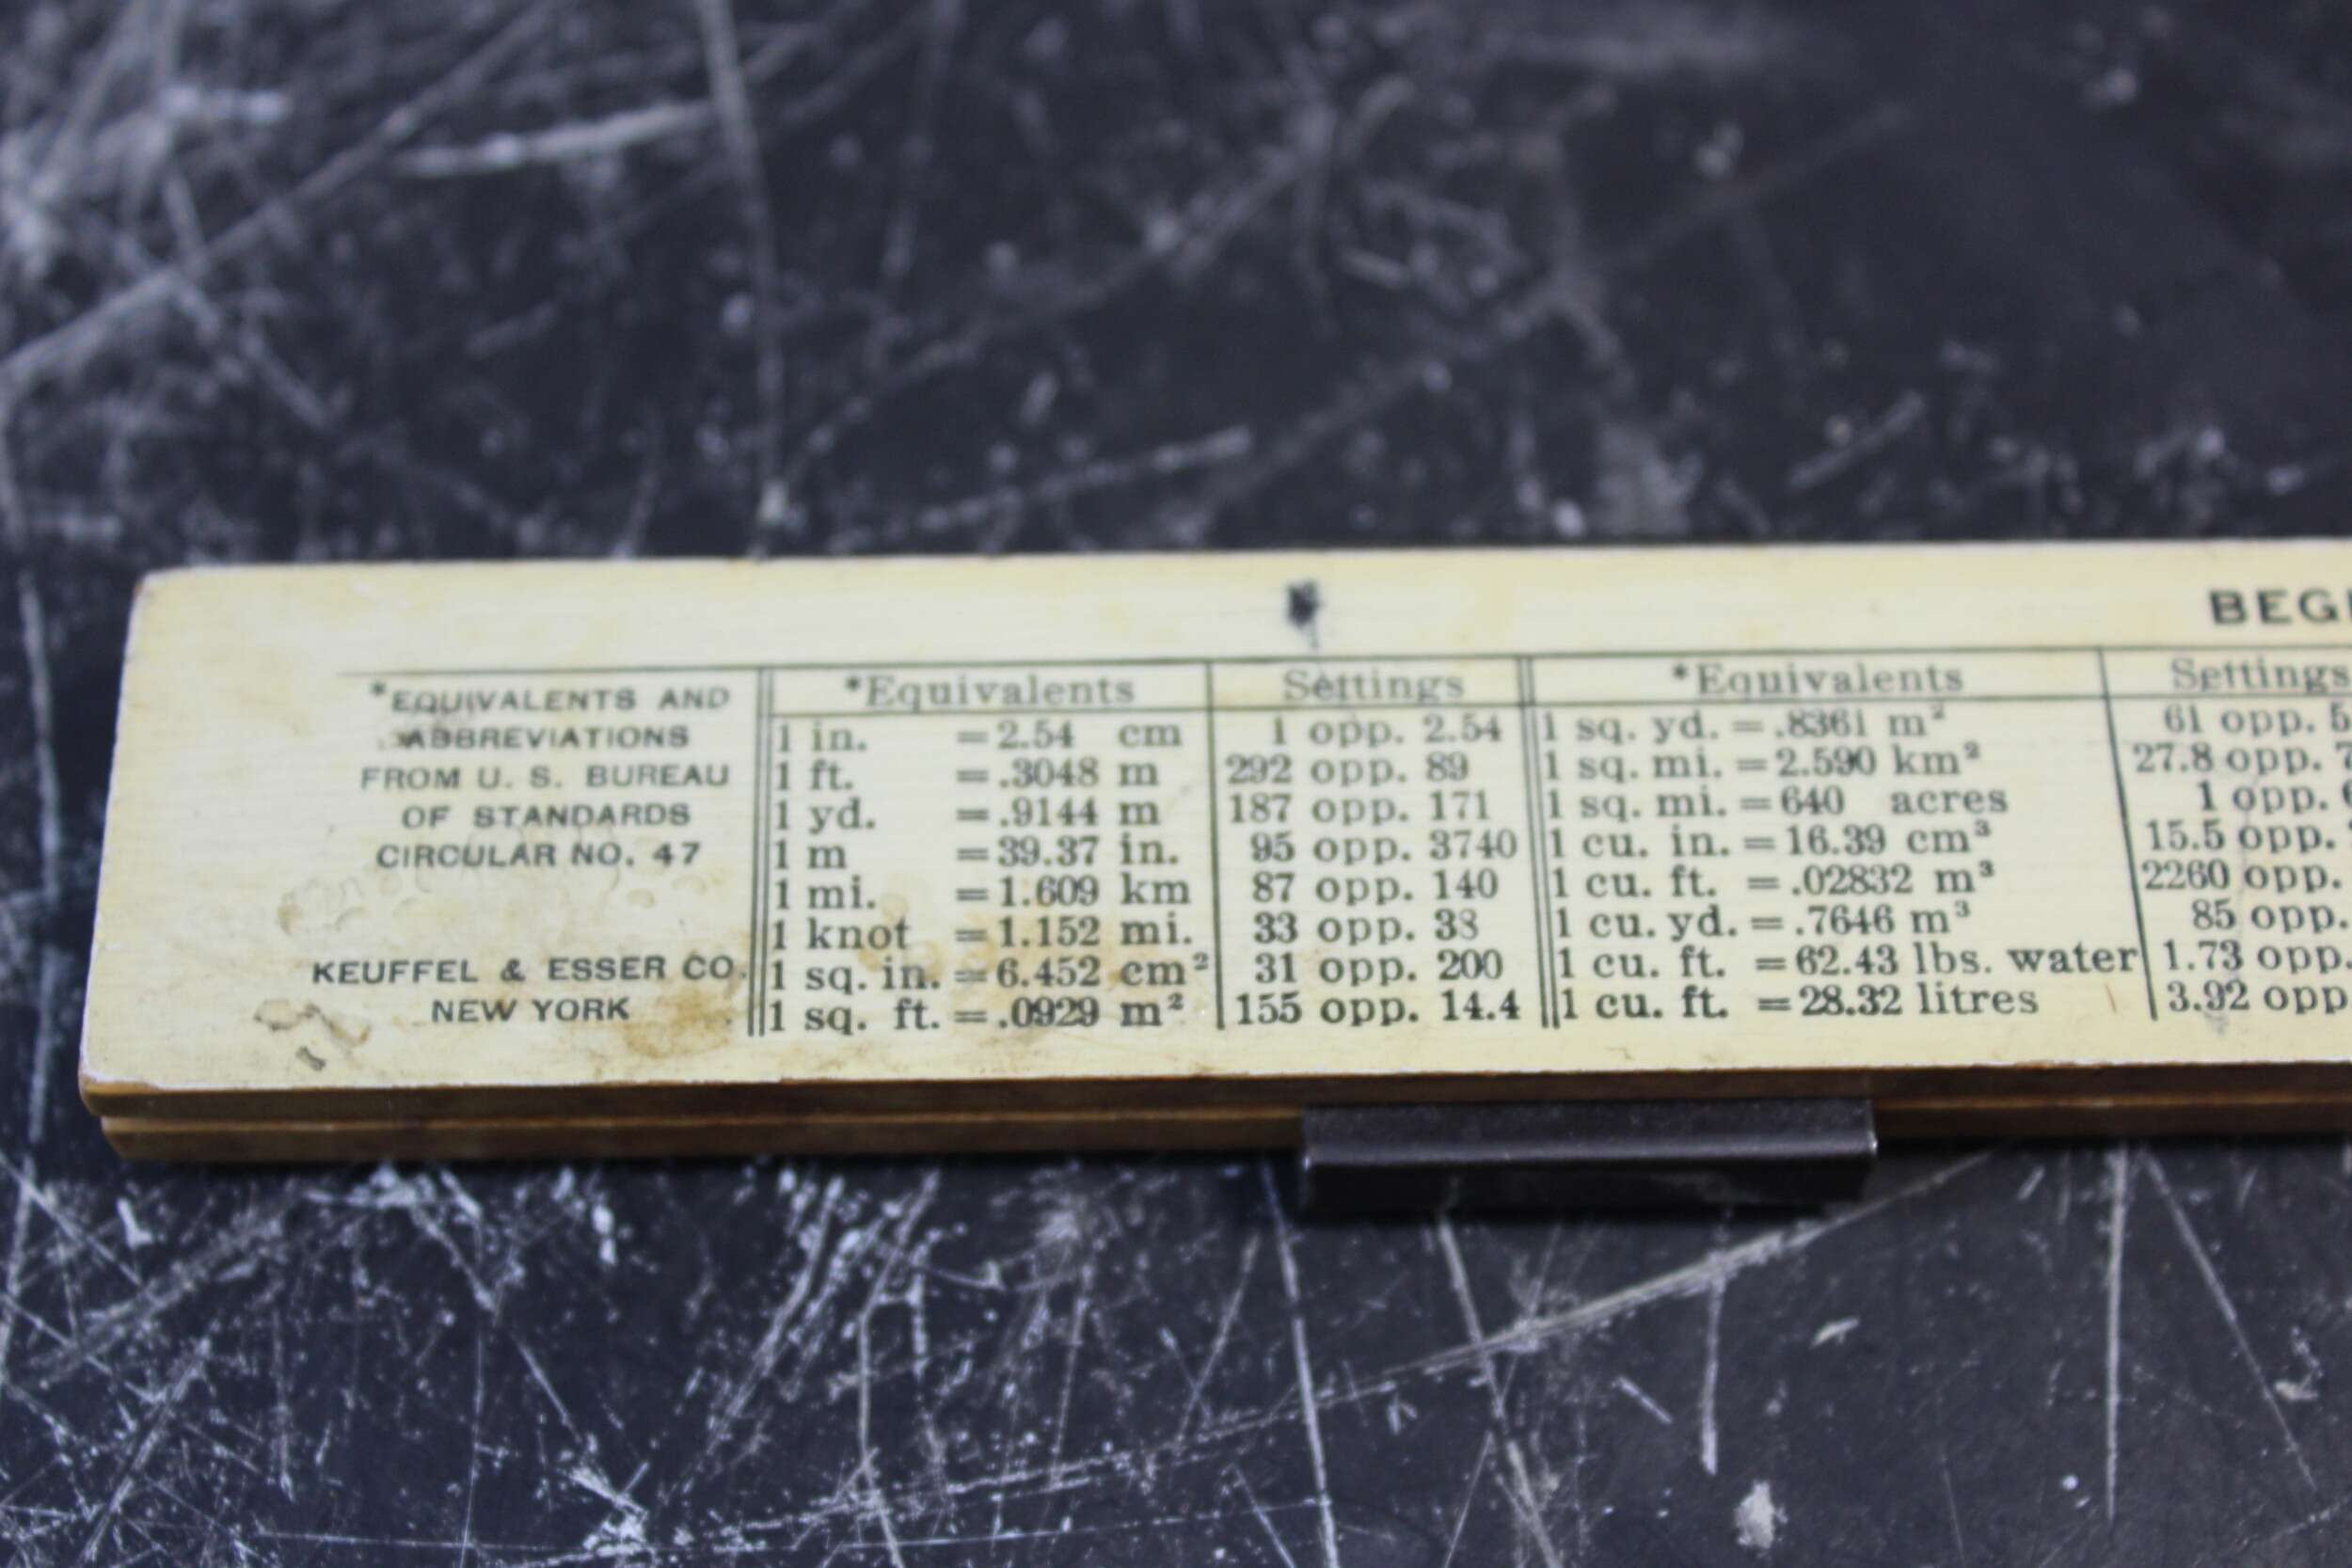 BEGI
*EQUIVALENTS AND
ABBREVIATIONS
FROM U. S. BUREAU
OF STANDARDS
CIRCULAR NO. 47
KEUFFEL & ESSER CO.
NEW YORK
*Equivalents Settings *Equivalents Settings
1 in. = 2.54 cm 1 opp. 2.54 1 sq. yd. = .8361 m² 61 opp. 5
1 ft. = .3048 m 292 opp. 89 1 sq. mi. = 2.590 km² 27.8 opp. 7
1 yd. = .9144 m 187 opp. 171 1 sq. mi. = 640 acres 1 opp. 6
1 m = 39.37 in. 95 opp. 3740 1 cu. in. = 16.39 cm³ 15.5 opp.
1 mi. = 1.609 km 87 opp. 140 1 cu. ft. = .02832 m³ 2260 opp.
1 knot = 1.152 mi. 33 opp. 38 1 cu. yd. = .7646 m³ 85 opp.
1 sq. in. = 6.452 cm² 31 opp. 200 1 cu. ft. = 62.43 lbs. water 1.73 opp.
1 sq. ft. = .0929 m² 155 opp. 14.4 1 cu. ft. = 28.32 litres 3.92 opp